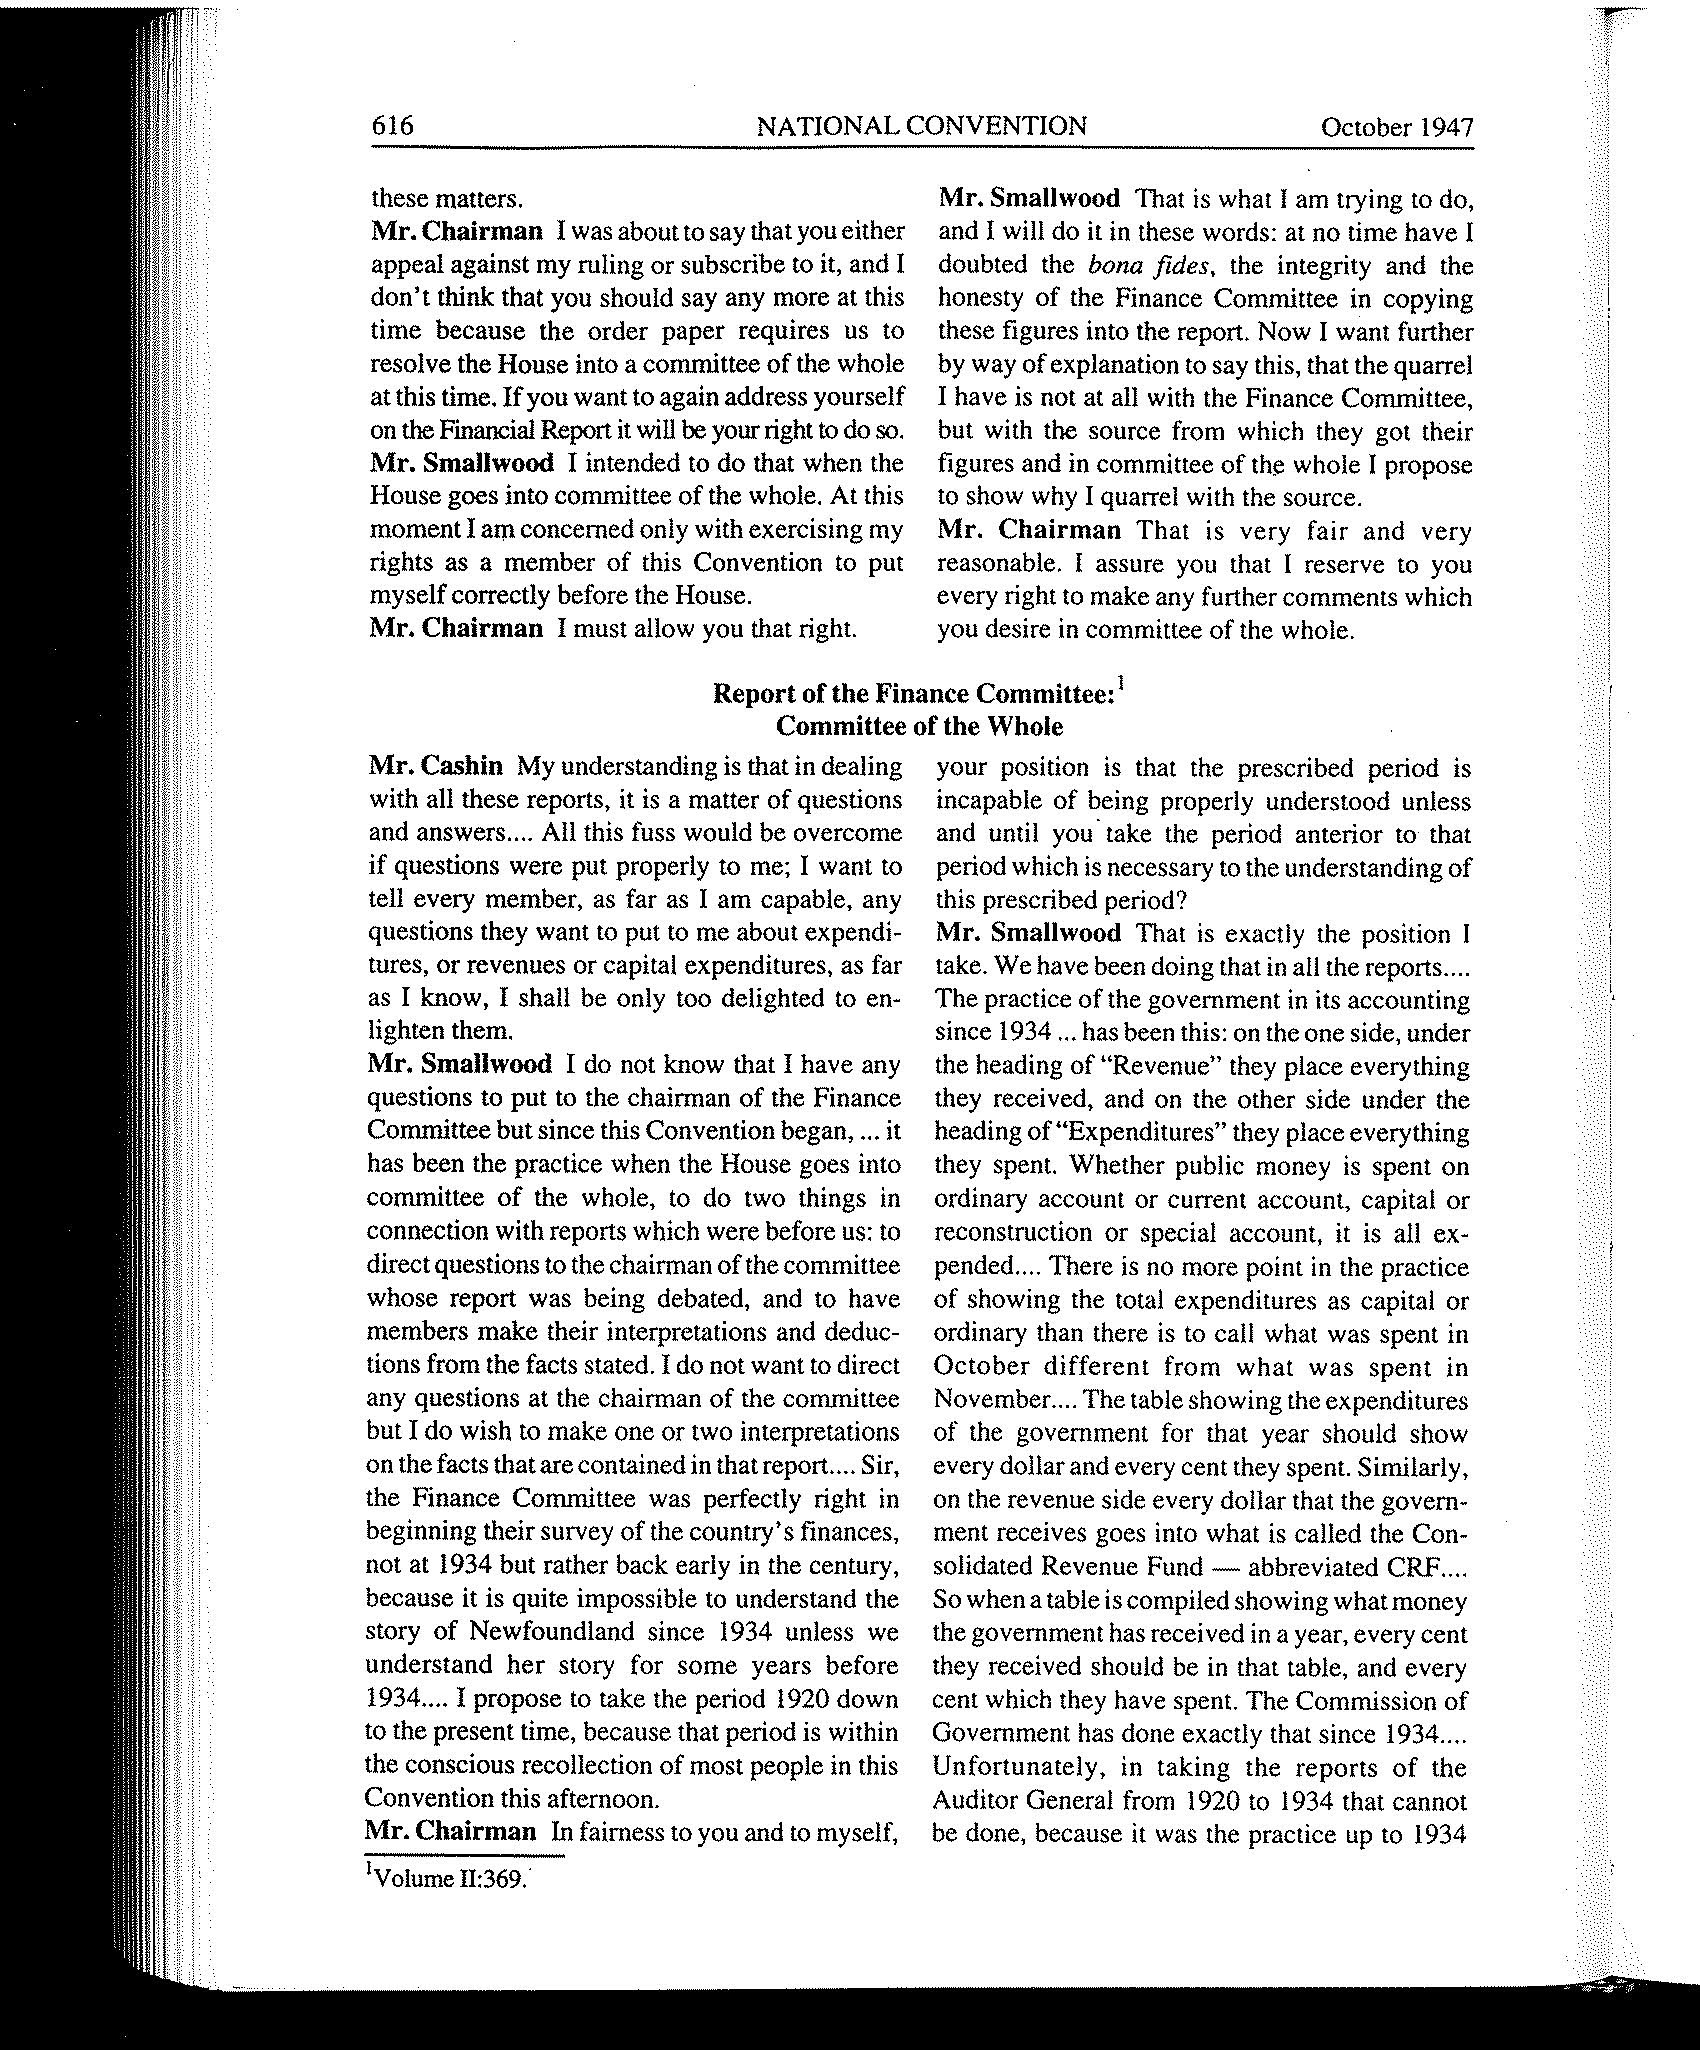 616 NATIONAL CONVENTION October 1947
these matters.
Mr. Chairman I was about to say that you either
appeal against my ruling or subscribe to it, and I
don't think that you should say any more at this
time because the order paper requires us to
resolve the House into a committee of the whole
at this time. If you want to again address yourself
on the Financial Report it will be your right to do so.
Mr. Smallwood I intended to do that when the
House goes into committee of the whole. At this
moment I am concerned only with exercising my
rights as a member of this Convention to put
myself correctly before the House.
Mr. Chairman I must allow you that right.
Mr. Smallwood That is what I am trying to do,
and I will do it in these words: at no time have I
doubted the bona fides, the integrity and the
honesty of the Finance Committee in copying
these figures into the report. Now I want further
by way of explanation to say this, that the quarrel
I have is not at all with the Finance Committee,
but with the source from which they got their
figures and in committee of the whole I propose
to show why I quarrel with the source.
Mr. Chairman That is very fair and very
reasonable. I assure you that I reserve to you
every right to make any further comments which
you desire in committee of the whole.
Report of the Finance Committee:1
Committee of the Whole
Mr. Cashin My understanding is that in dealing
with all these reports, it is a matter of questions
and answers.... All this fuss would be overcome
if questions were put properly to me; I want to
tell every member, as far as I am capable, any
questions they want to put to me about expendi-
tures, or revenues or capital expenditures, as far
as I know, I shall be only too delighted to en-
lighten them.
Mr. Smallwood I do not know that I have any
questions to put to the chairman of the Finance
Committee but since this Convention began, ... it
has been the practice when the House goes into
committee of the whole, to do two things in
connection with reports which were before us: to
direct questions to the chairman of the committee
whose report was being debated, and to have
members make their interpretations and deduc-
tions from the facts stated. I do not want to direct
any questions at the chairman of the committee
but I do wish to make one or two interpretations
on the facts that are contained in that report.... Sir,
the Finance Committee was perfectly right in
beginning their survey of the country's finances,
not at 1934 but rather back early in the century,
because it is quite impossible to understand the
story of Newfoundland since 1934 unless we
understand her story for some years before
1934.... I propose to take the period 1920 down
to the present time, because that period is within
the conscious recollection of most people in this
Convention this afternoon.
Mr. Chairman In fairness to you and to myself,
your position is that the prescribed period is
incapable of being properly understood unless
and until you take the period anterior to that
period which is necessary to the understanding of
this prescribed period?
Mr. Smallwood That is exactly the position I
take. We have been doing that in all the reports....
The practice of the government in its accounting
since 1934 ... has been this: on the one side, under
the heading of "Revenue" they place everything
they received, and on the other side under the
heading of "Expenditures" they place everything
they spent. Whether public money is spent on
ordinary account or current account, capital or
reconstruction or special account, it is all ex-
pended.... There is no more point in the practice
of showing the total expenditures as capital or
ordinary than there is to call what was spent in
October different from what was spent in
November.... The table showing the expenditures
of the government for that year should show
every dollar and every cent they spent. Similarly,
on the revenue side every dollar that the govern-
ment receives goes into what is called the Con-
solidated Revenue Fund — abbreviated CRF....
So when a table is compiled showing what money
the government has received in a year, every cent
they received should be in that table, and every
cent which they have spent. The Commission of
Government has done exactly that since 1934....
Unfortunately, in taking the reports of the
Auditor General from 1920 to 1934 that cannot
be done, because it was the practice up to 1934
1Volume II:369.